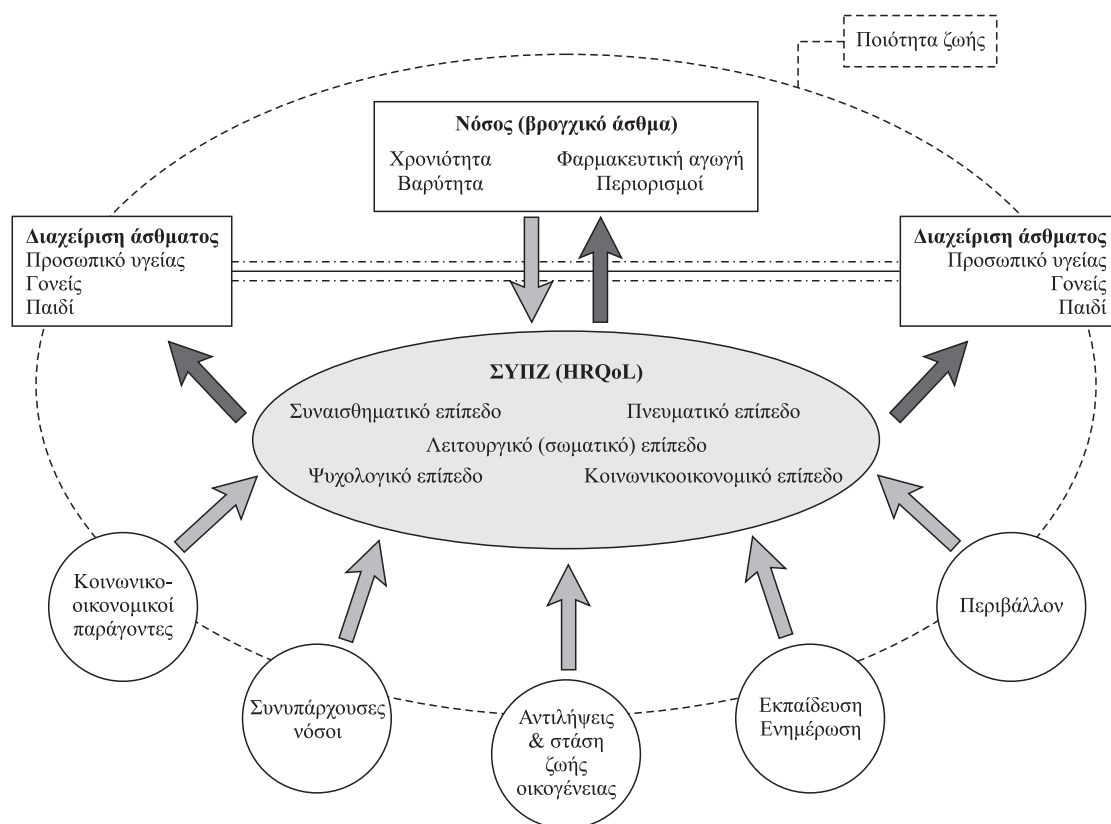 Ποιότητα ζωής
Νόσος (βρογχικό άσθμα)
Χρονιότητα Φαρμακευτική αγωγή
Βαρύτητα Περιορισμοί
Διαχείριση άσθματος
Προσωπικό υγείας
Γονείς
Παιδί
Διαχείριση άσθματος
Προσωπικό υγείας
Γονείς
Παιδί
ΣΥΠΖ (HRQoL)
Συναισθηματικό επίπεδο Πνευματικό επίπεδο
Λειτουργικό (σωματικό) επίπεδο
Ψυχολογικό επίπεδο Κοινωνικοοικονομικό επίπεδο
Κοινωνικο-
οικονομικοί
παράγοντες
Συνυπάρχουσες
νόσοι
Αντιλήψεις
& στάση
ζωής
οικογένειας
Εκπαίδευση
Ενημέρωση
Περιβάλλον